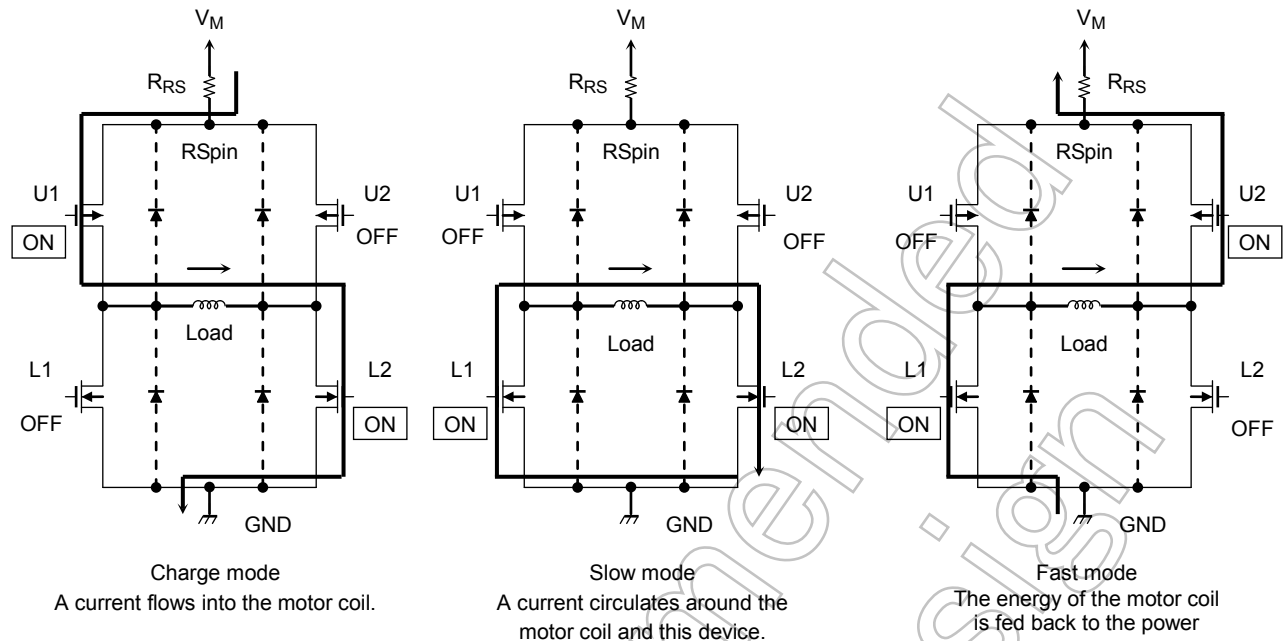 VM
RRS
RSpin
U1
ON
U2
OFF
Load
L1
OFF
L2
ON
GND
Charge mode
A current flows into the motor coil.
VM
RRS
RSpin
U1
OFF
U2
OFF
Load
L1
ON
L2
ON
GND
Slow mode
A current circulates around the
motor coil and this device.
VM
RRS
RSpin
U1
OFF
U2
ON
Load
L1
ON
L2
OFF
GND
Fast mode
The energy of the motor coil
is fed back to the power
mended
sign